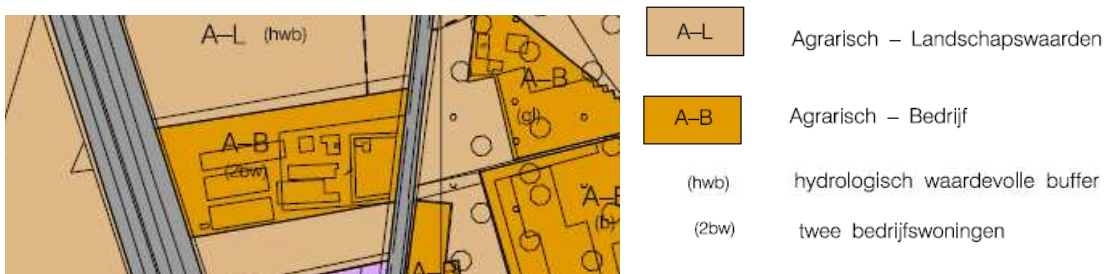 A–L (hwb)
A–B
(gl)
A–B
(2bw)
A–B
(b)
A–B
A–L Agrarisch – Landschapswaarden
A–B Agrarisch – Bedrijf
(hwb) hydrologisch waardevolle buffer
(2bw) twee bedrijfswoningen